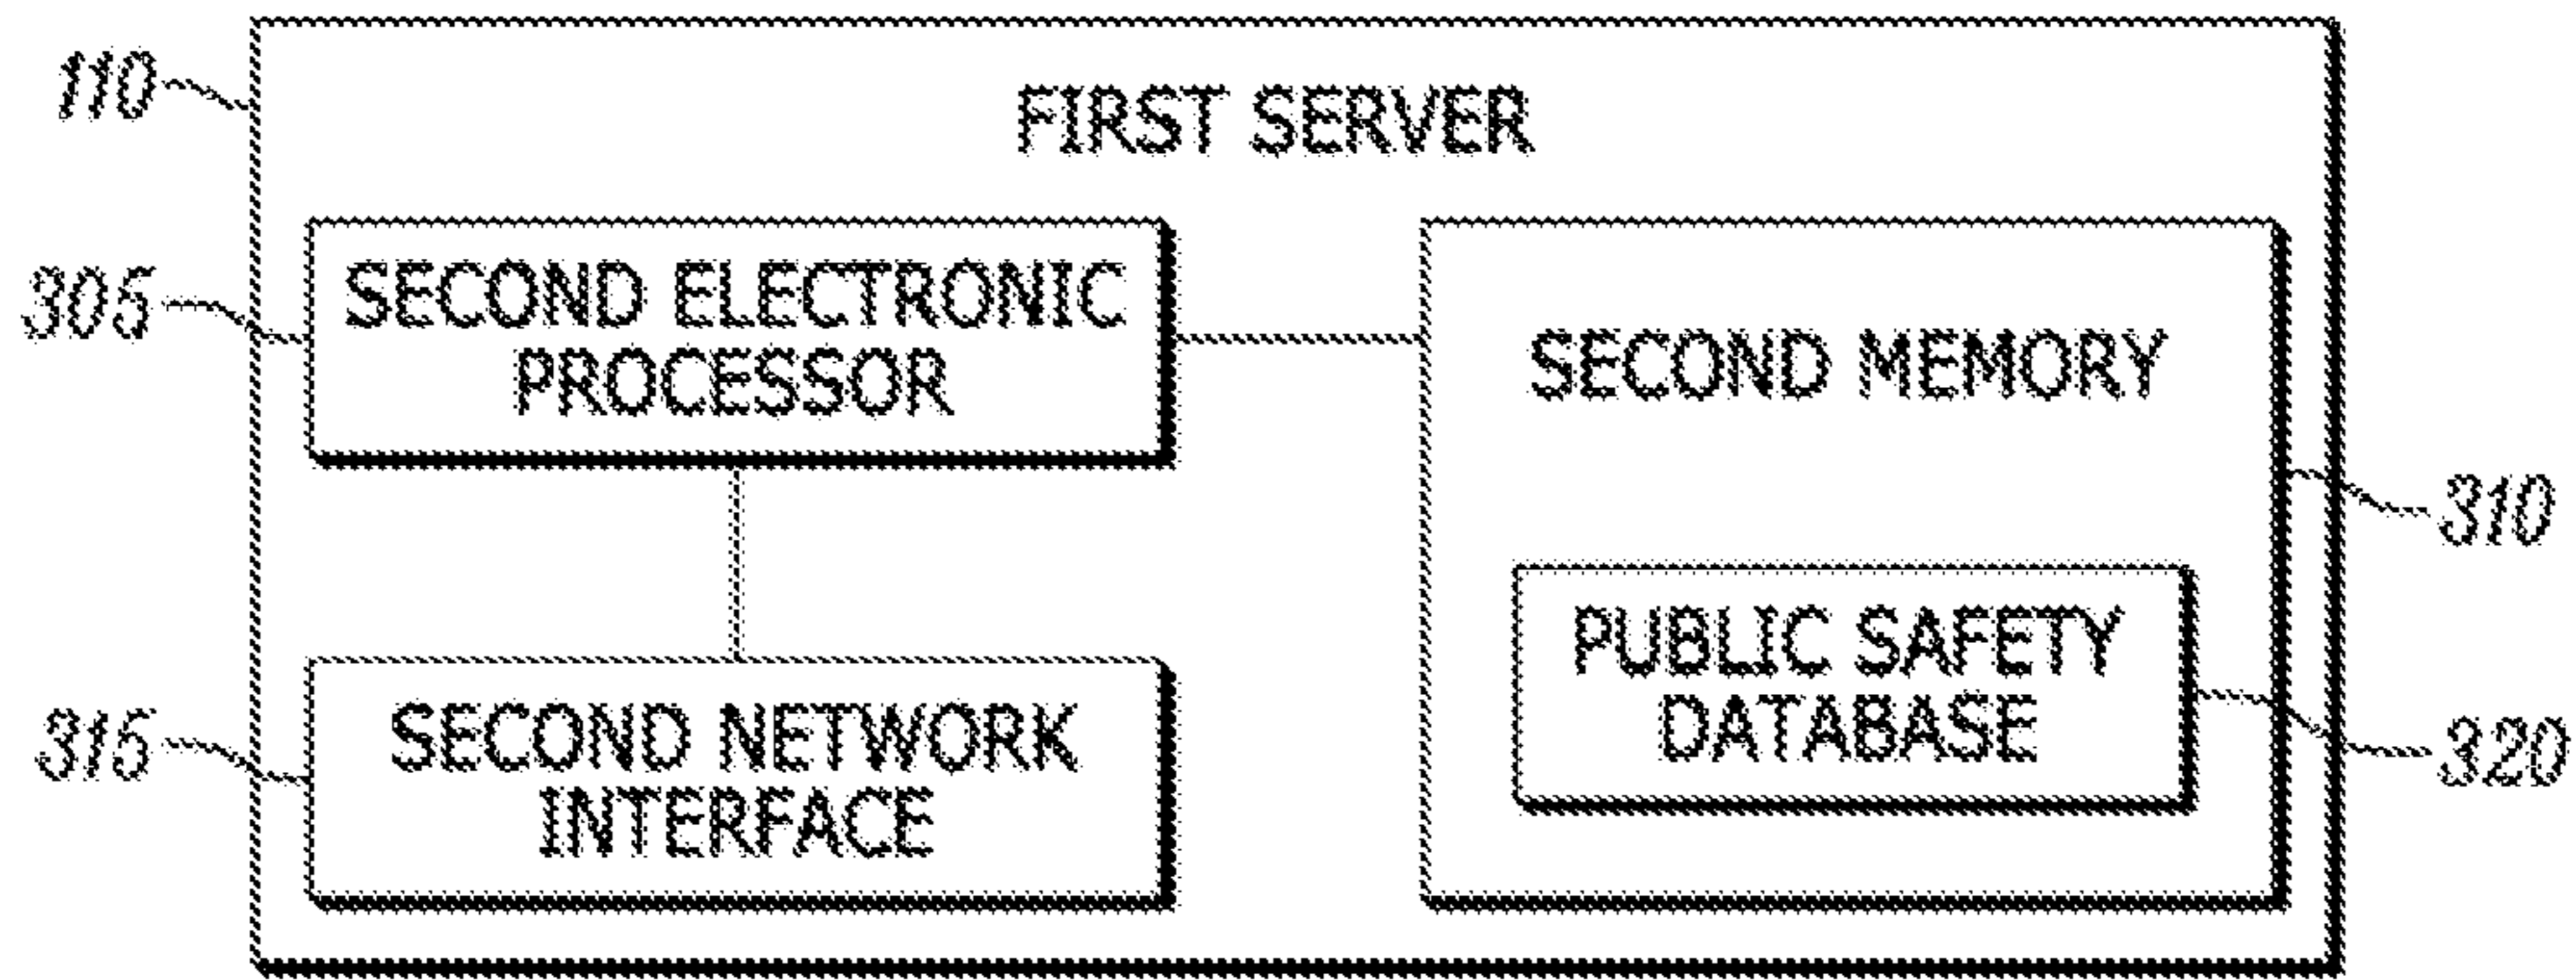 110
FIRST SERVER
305
SECOND ELECTRONIC
PROCESSOR
SECOND MEMORY
310
315
SECOND NETWORK
INTERFACE
PUBLIC SAFETY
DATABASE
320